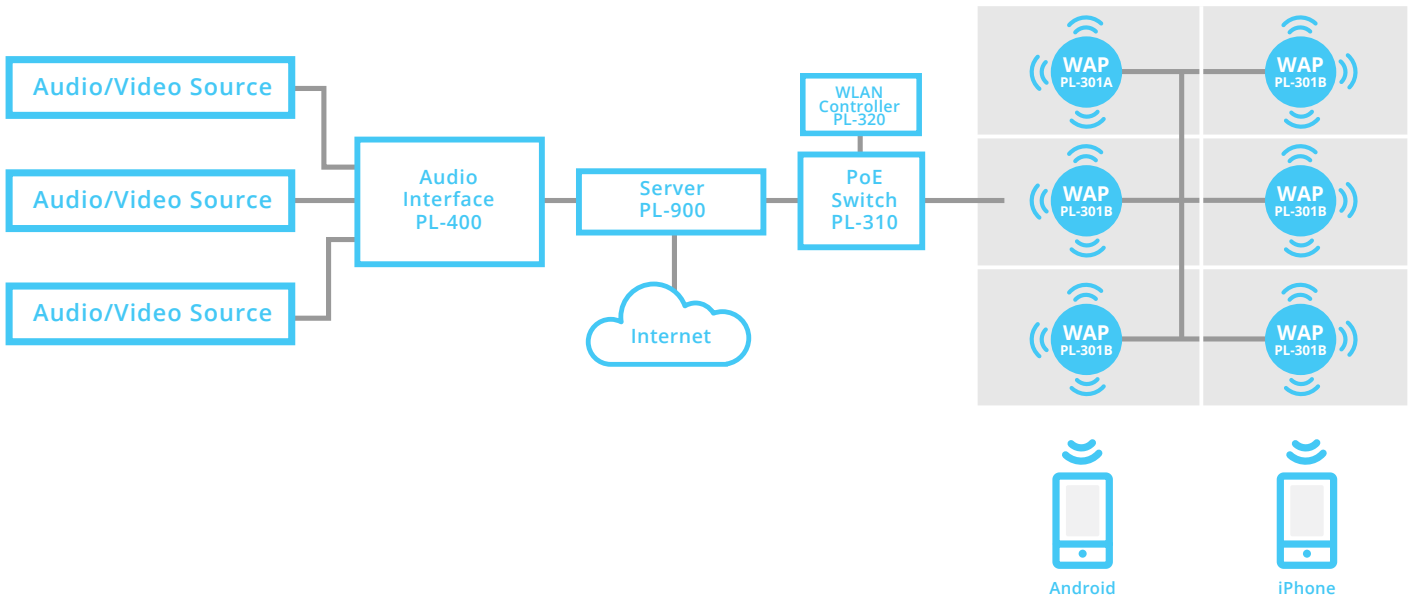 Audio/Video Source
Audio/Video Source
Audio/Video Source
Audio
Interface
PL-400
Server
PL-900
Internet
WLAN
Controller
PL-320
PoE
Switch
PL-310
WAP
PL-301A
WAP
PL-301B
WAP
PL-301B
WAP
PL-301B
WAP
PL-301B
WAP
PL-301B
Android
iPhone